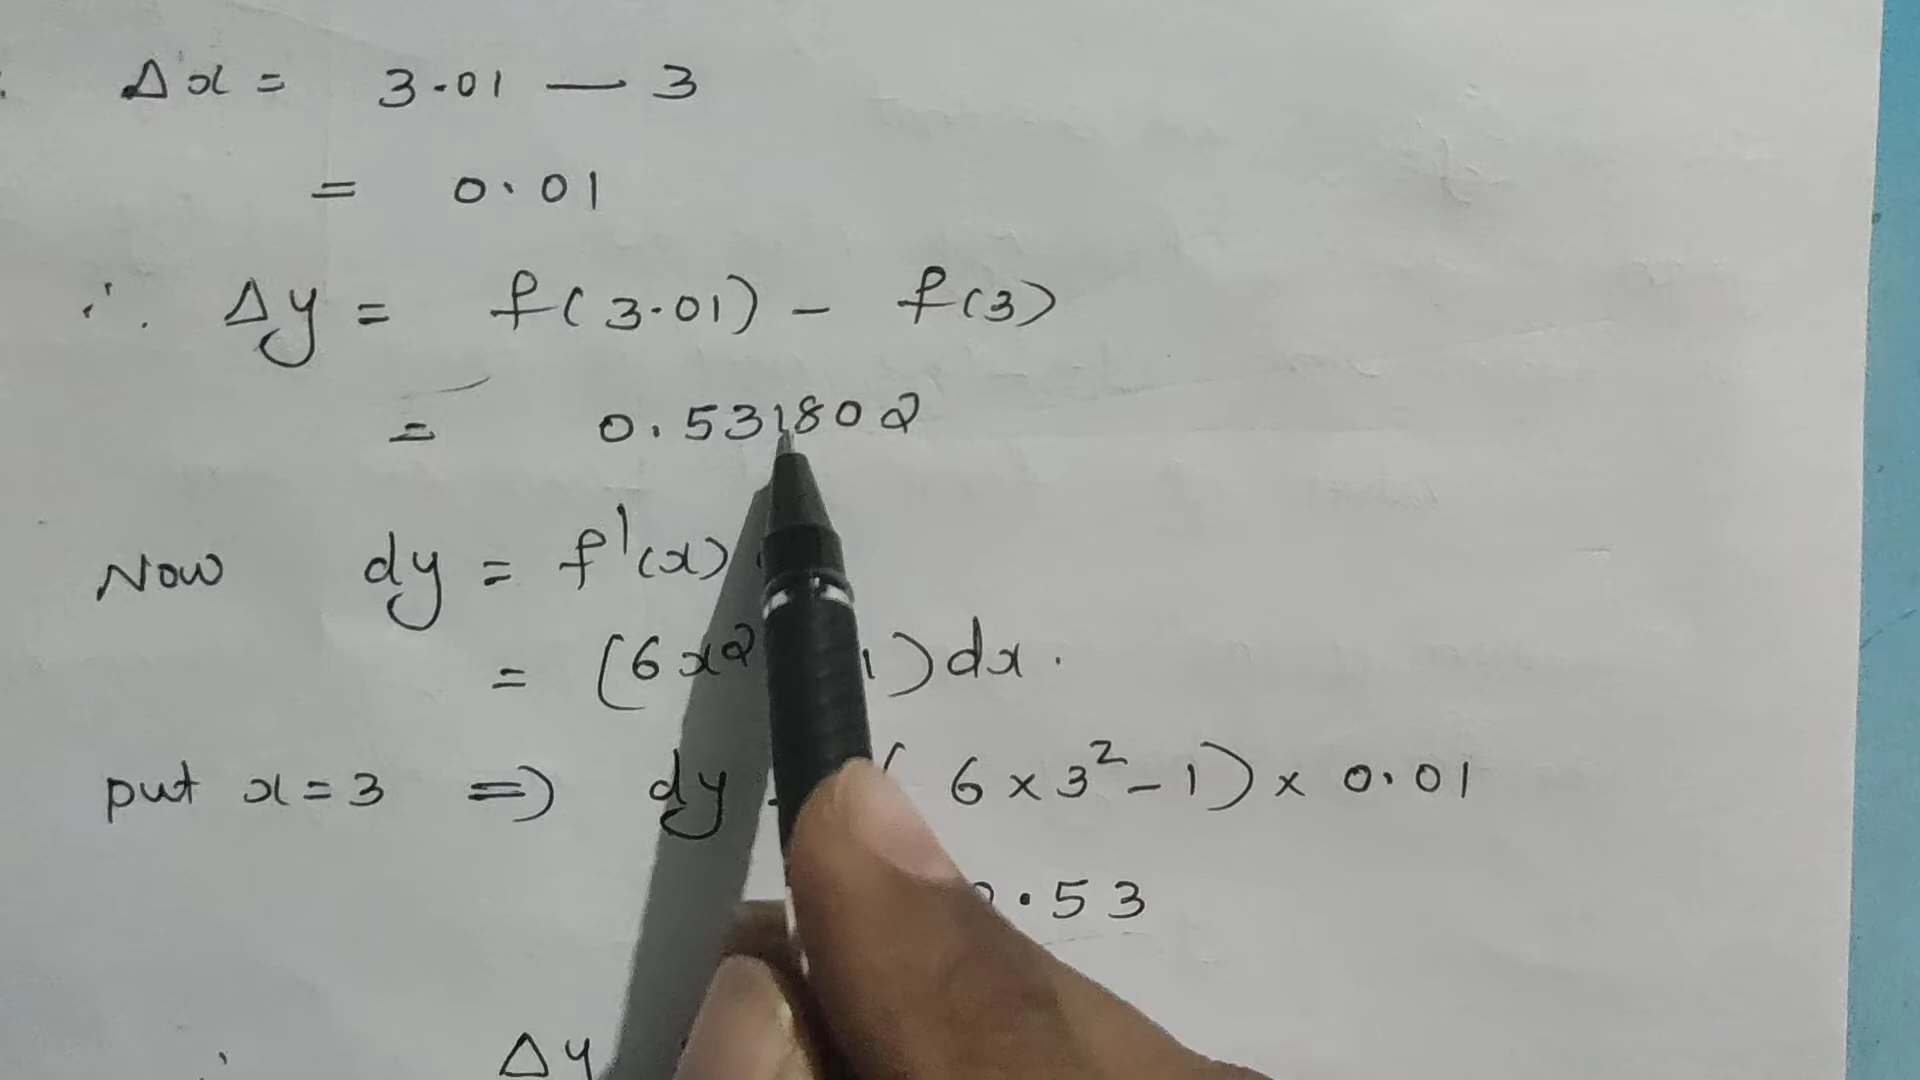 Δx = 3.01 — 3
= 0.01
∴ Δy = f(3.01) - f(3)
= 0.531802
Now dy = f'(x)
= (6x² 1) dx.
put x=3 => dy ( 6 × 3² - 1) × 0.01
.53
Δy